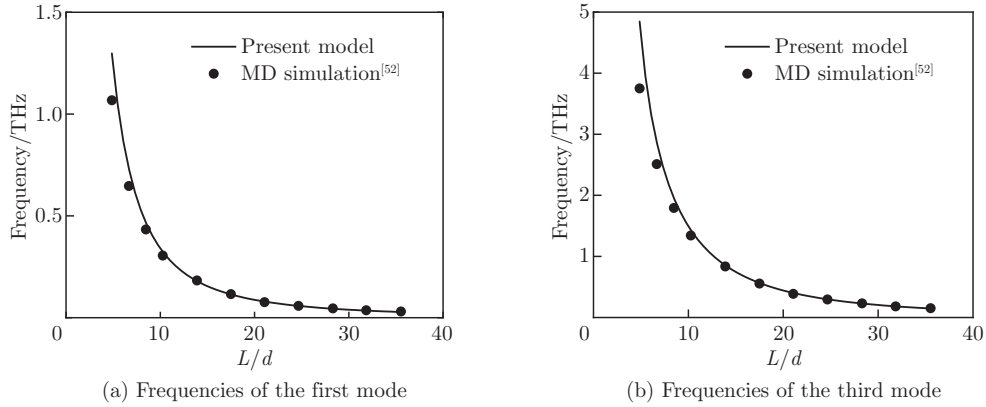 1.5
1.0
0.5
0
10
20
30
40
Frequency/THz
L/d
Present model
MD simulation[52]
(a) Frequencies of the first mode
5
4
3
2
1
0
10
20
30
40
Frequency/THz
L/d
Present model
MD simulation[52]
(b) Frequencies of the third mode